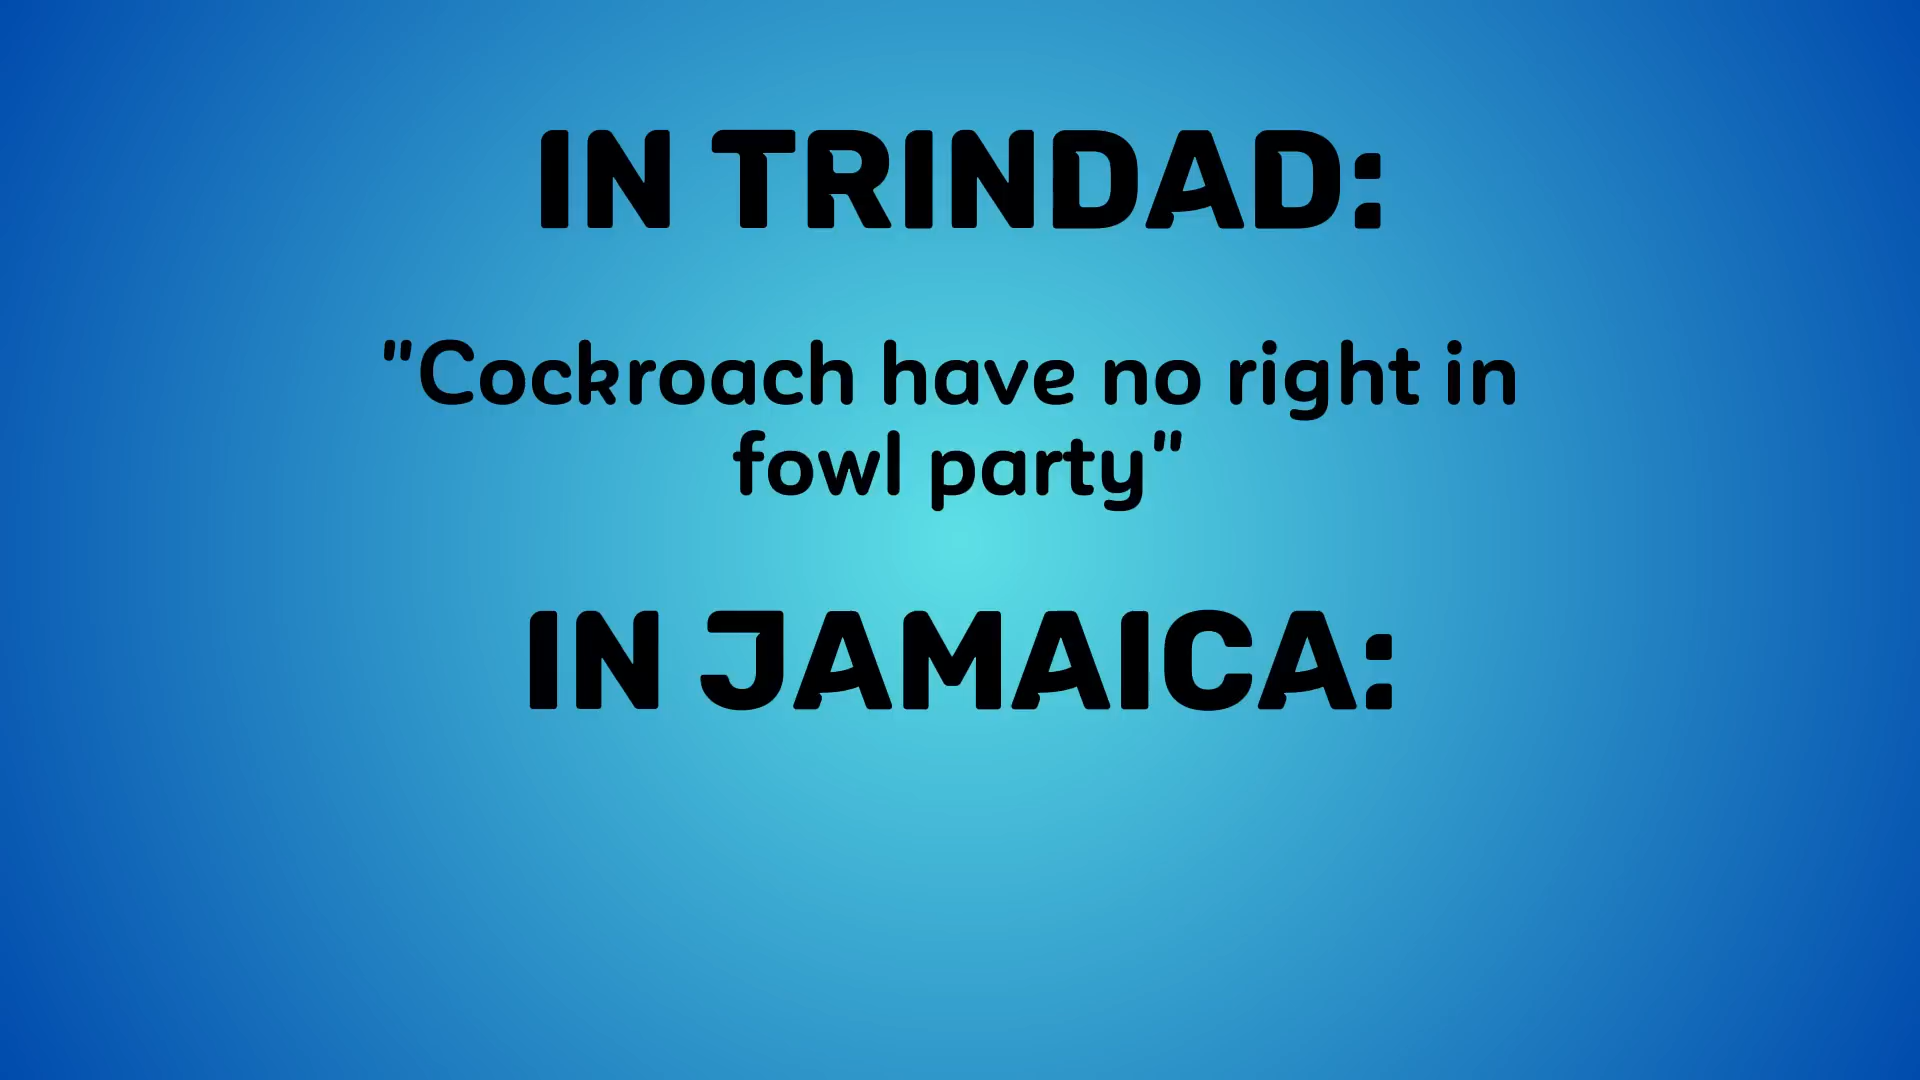 IN TRINDAD:
"Cockroach have no right in
fowl party"
IN JAMAICA: